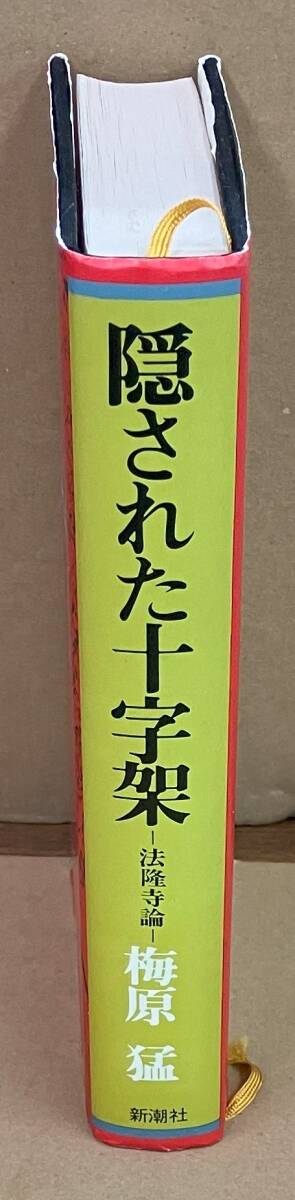 隠された十字架
-法隆寺論-
梅原 猛
新潮社